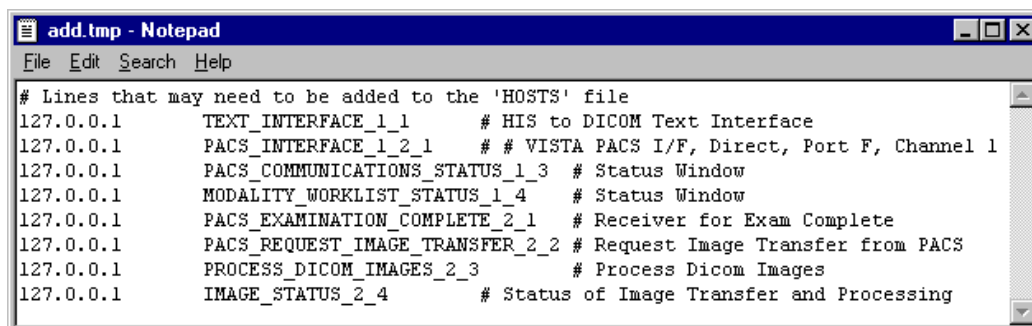 add.tmp - Notepad
File Edit Search Help
# Lines that may need to be added to the 'HOSTS' file
127.0.0.1 TEXT_INTERFACE_1_1 # HIS to DICOM Text Interface
127.0.0.1 PACS_INTERFACE_1_2_1 # # VISTA PACS I/F, Direct, Port F, Channel 1
127.0.0.1 PACS_COMMUNICATIONS_STATUS_1_3 # Status Window
127.0.0.1 MODALITY_WORKLIST_STATUS_1_4 # Status Window
127.0.0.1 PACS_EXAMINATION_COMPLETE_2_1 # Receiver for Exam Complete
127.0.0.1 PACS_REQUEST_IMAGE_TRANSFER_2_2 # Request Image Transfer from PACS
127.0.0.1 PROCESS_DICOM_IMAGES_2_3 # Process Dicom Images
127.0.0.1 IMAGE_STATUS_2_4 # Status of Image Transfer and Processing